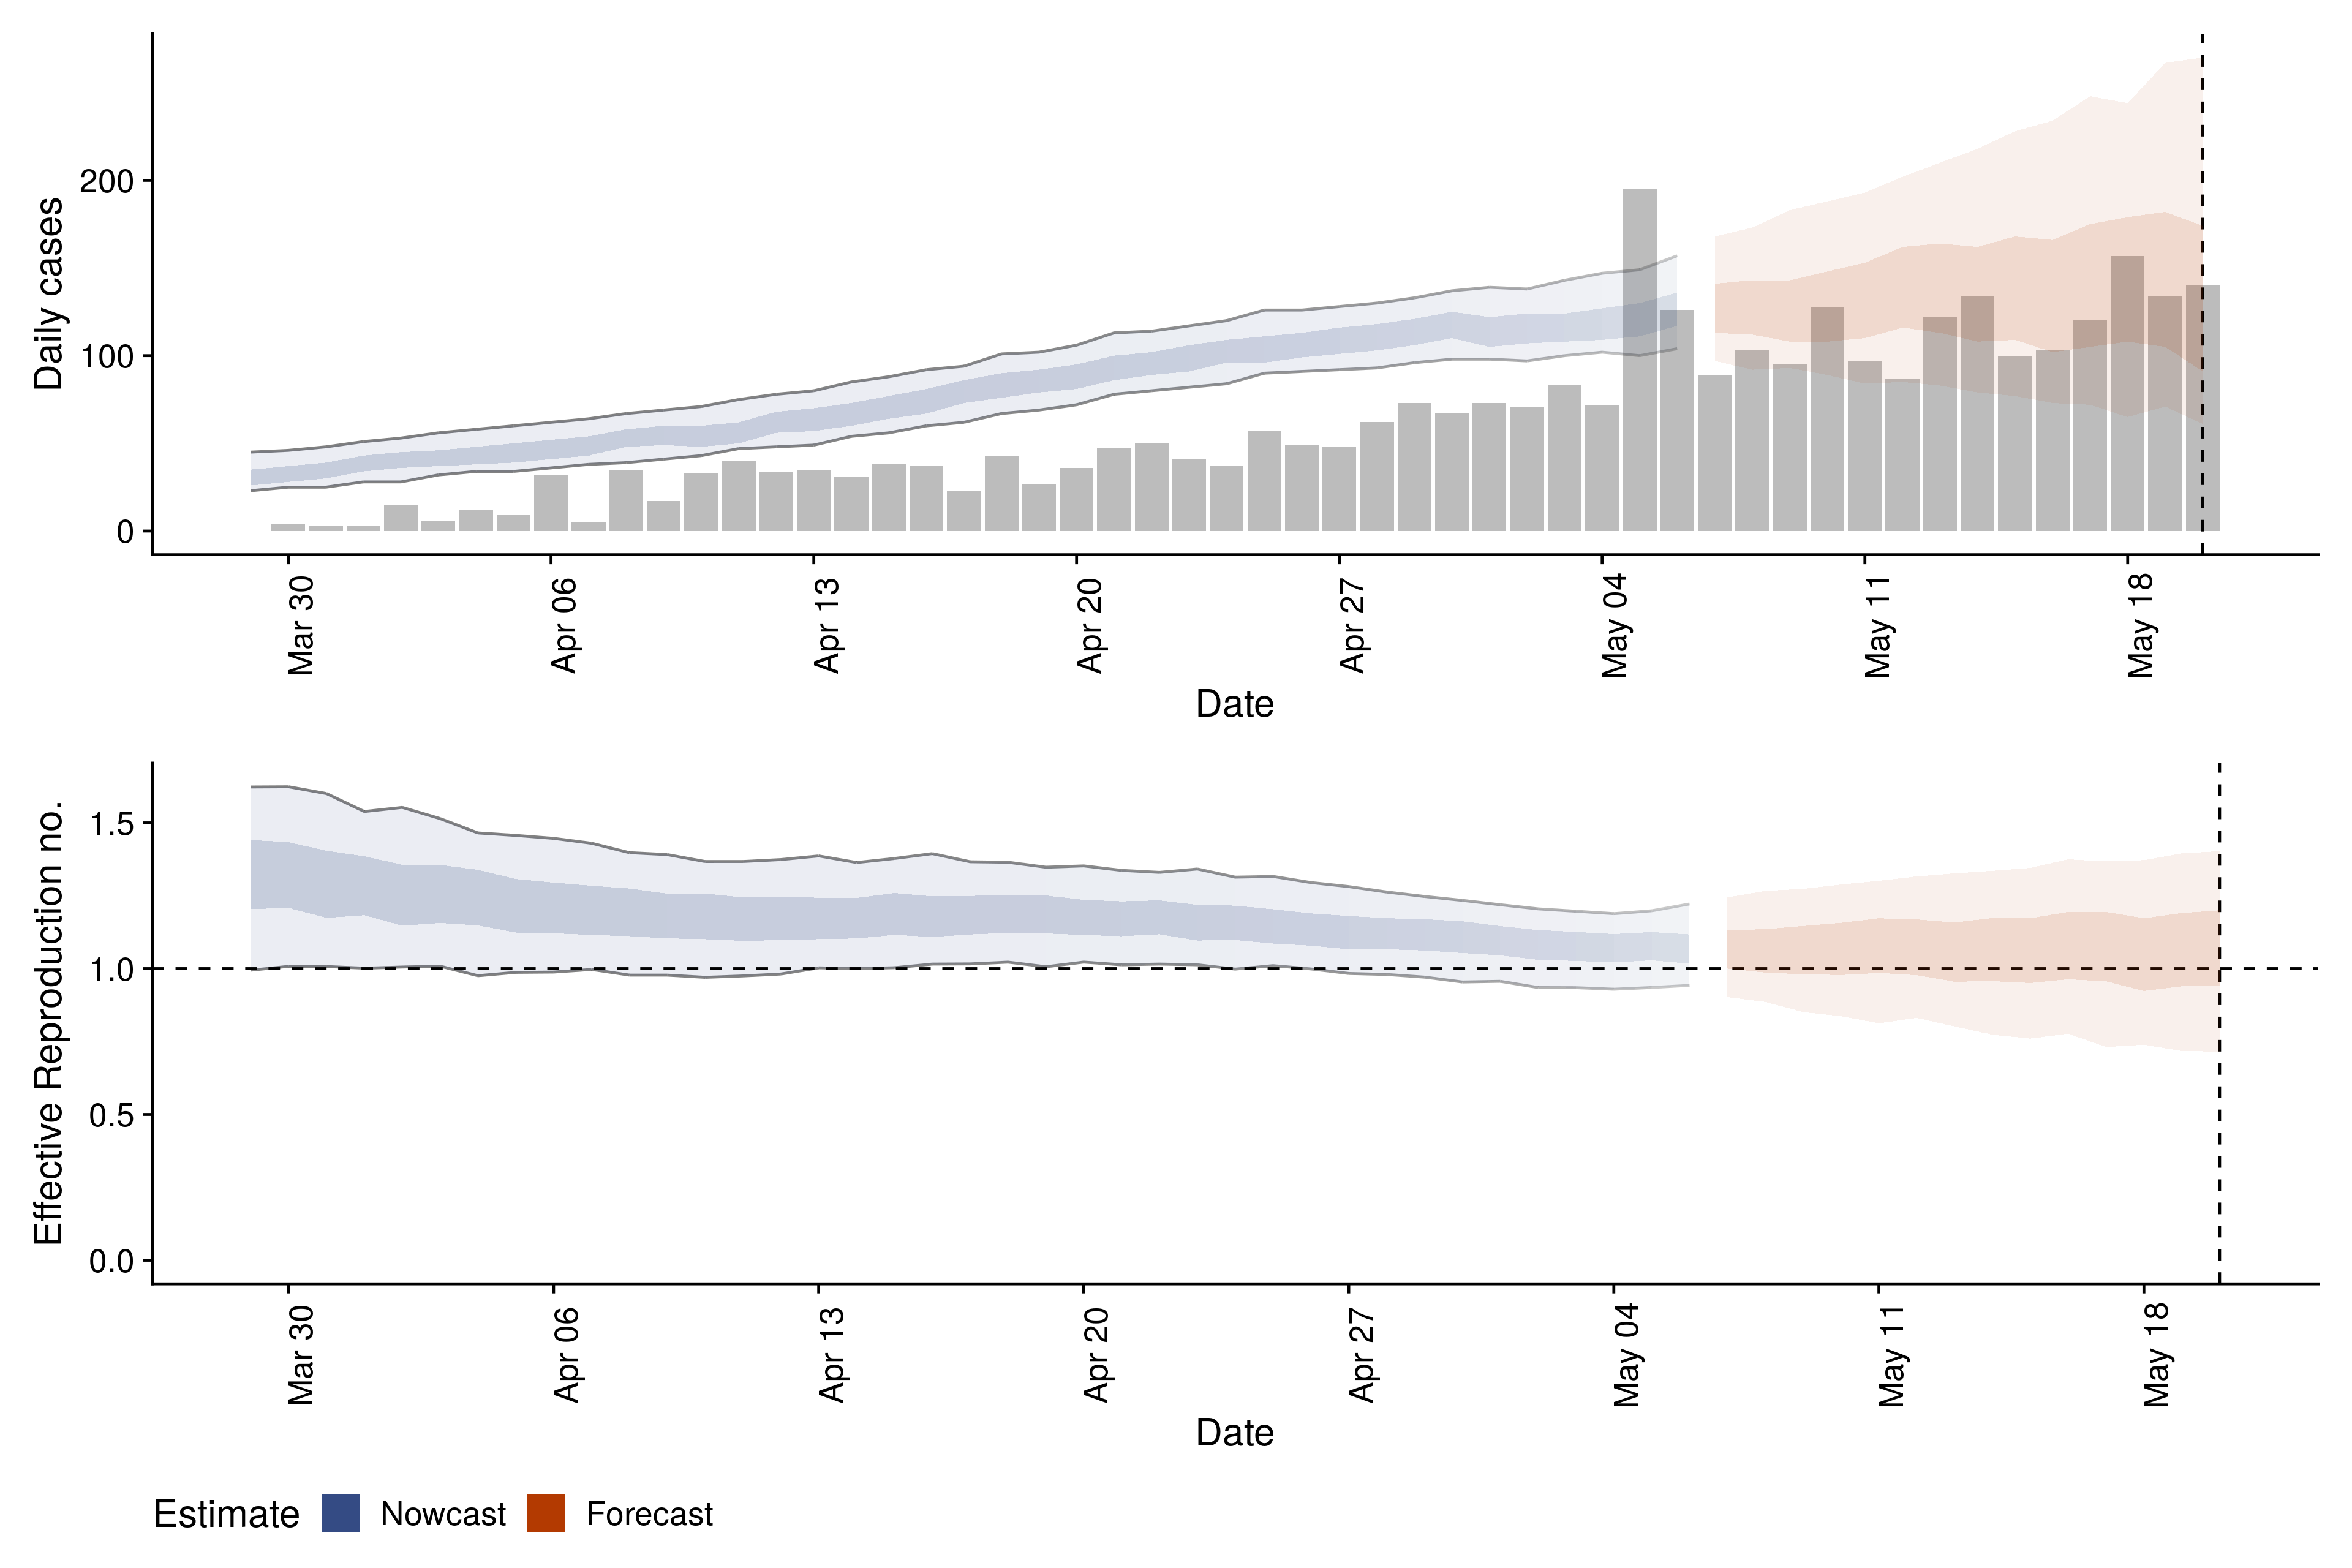 Daily cases
200
100
0
Mar 30
Apr 06
Apr 13
Apr 20
Apr 27
May 04
May 11
May 18
Date
Effective Reproduction no.
1.5
1.0
0.5
0.0
Mar 30
Apr 06
Apr 13
Apr 20
Apr 27
May 04
May 11
May 18
Date
Estimate Nowcast Forecast